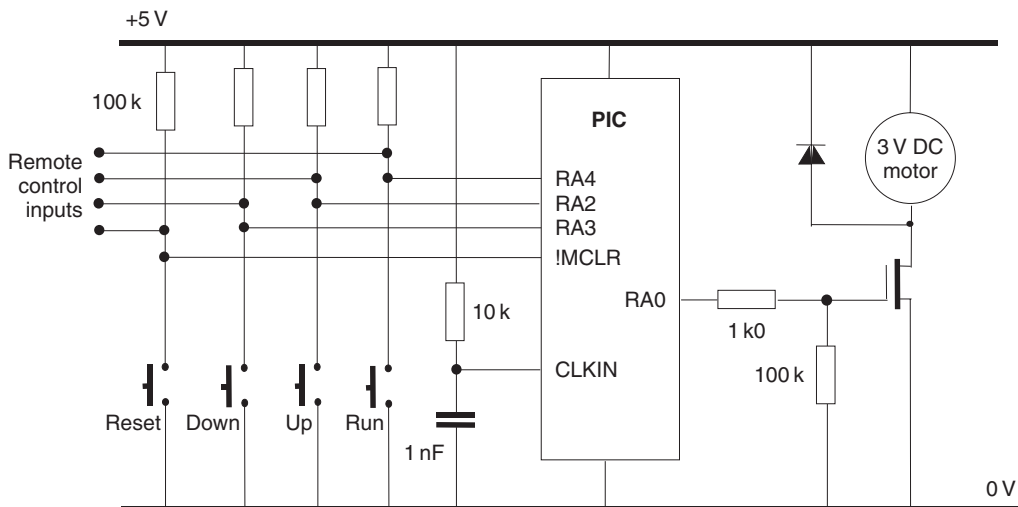 +5 V
100 k
PIC
3 V DC
motor
Remote
control
inputs
RA4
RA2
RA3
!MCLR
RA0
10 k
1 k0
CLKIN
100 k
Reset
Down
Up
Run
1 nF
0 V